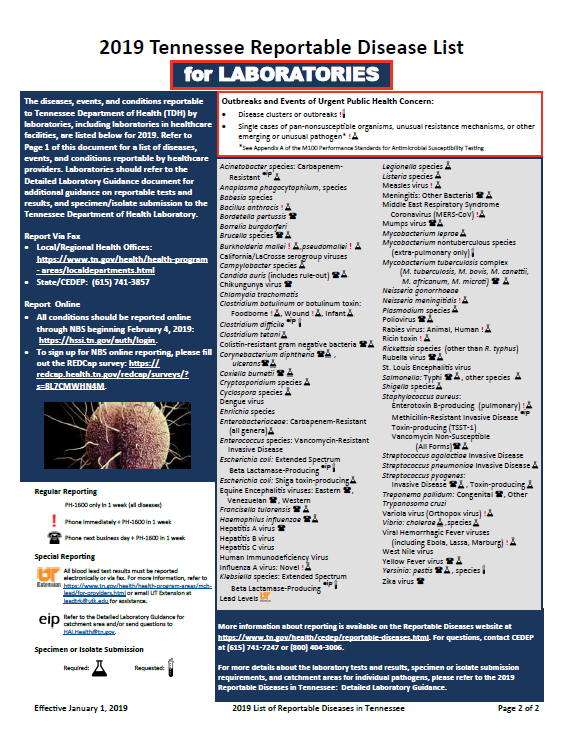 2019 Tennessee Reportable Disease List
for LABORATORIES
The diseases, events, and conditions reportable
to Tennessee Department of Health (TDH) by
laboratories, including laboratories in healthcare
facilities, are listed below for 2019. Refer to
Page 1 of this document for a list of diseases,
events, and conditions reportable by healthcare
providers. Laboratories should refer to the
Detailed Laboratory Guidance document for
additional guidance on reportable tests and
results, and specimen/isolate submission to the
Tennessee Department of Health Laboratory.
Report Via Fax
• Local/Regional Health Offices:
https://www.tn.gov/health/health-program
-areas/localdepartments.html
• State/CEDEP: (615) 741-3857
Report Online
• All conditions should be reported online
through NBS beginning February 4, 2019:
https://hssi.tn.gov/auth/login.
• To sign up for NBS online reporting, please fill
out the REDCap survey: https://
redcap.health.tn.gov/redcap/surveys/?
s=8L7CMWHN4M.
Regular Reporting
PH-1600 only in 1 week (all diseases)
Phone immediately + PH-1600 in 1 week
Phone next business day + PH-1600 in 1 week
Special Reporting
UT
Extension
All blood lead test results must be reported
electronically or via fax. For more information, refer to
https://www.tn.gov/health/health-program-areas/mch-
lead/for-providers.html or email UT Extension at
leadtrk@utk.edu for assistance.
eip
Refer to the Detailed Laboratory Guidance for
catchment area and/or send questions to
HAI.Health@tn.gov.
Specimen or Isolate Submission
Required: Requested:
Outbreaks and Events of Urgent Public Health Concern:
• Disease clusters or outbreaks !
• Single cases of pan-nonsusceptible organisms, unusual resistance mechanisms, or other
emerging or unusual pathogen* !
*See Appendix A of the M100 Performance Standards for Antimicrobial Susceptibility Testing
Acinetobacter species: Carbapenem-
Resistant eip
Anaplasma phagocytophilum, species
Babesia species
Bacillus anthracis !
Bordetella pertussis
Borrelia burgdorferi
Brucella species
Burkholderia mallei ! , pseudomallei !
California/LaCrosse serogroup viruses
Campylobacter species
Candida auris (includes rule-out)
Chikungunya virus
Chlamydia trachomatis
Clostridium botulinum or botulinum toxin:
Foodborne ! , Wound ! , Infant
Clostridium difficile eip
Clostridium tetani
Colistin-resistant gram negative bacteria
Corynebacterium diphtheria ,
ulcerans
Coxiella burnetii
Cryptosporidium species
Cyclospora species
Dengue virus
Ehrlichia species
Enterobacteriaceae: Carbapenem-Resistant
(all genera)
Enterococcus species: Vancomycin-Resistant
Invasive Disease
Escherichia coli: Extended Spectrum
Beta Lactamase-Producing eip
Escherichia coli: Shiga toxin-producing
Equine Encephalitis viruses: Eastern ,
Venezuelan , Western
Francisella tularensis
Haemophilus influenzae
Hepatitis A virus
Hepatitis B virus
Hepatitis C virus
Human Immunodeficiency Virus
Influenza A virus: Novel !
Klebsiella species: Extended Spectrum
Beta Lactamase-Producing eip
Lead Levels UT
Legionella species
Listeria species
Measles virus !
Meningitis: Other Bacterial
Middle East Respiratory Syndrome
Coronavirus (MERS-CoV) !
Mumps virus
Mycobacterium leprae
Mycobacterium nontuberculous species
(extra-pulmonary only)
Mycobacterium tuberculosis complex
(M. tuberculosis, M. bovis, M. canettii,
M. africanum, M. microti)
Neisseria gonorrhoeae
Neisseria meningitidis !
Plasmodium species
Poliovirus
Rabies virus: Animal, Human !
Ricin toxin !
Rickettsia species (other than R. typhus)
Rubella virus
St. Louis Encephalitis virus
Salmonella: Typhi , other species
Shigella species
Staphylococcus aureus:
Enterotoxin B-producing (pulmonary) !
Methicillin-Resistant Invasive Disease eip
Toxin-producing (TSST-1)
Vancomycin Non-Susceptible
(All Forms)
Streptococcus agalactiae Invasive Disease
Streptococcus pneumoniae Invasive Disease
Streptococcus pyogenes:
Invasive Disease , Toxin-producing
Treponema pallidum: Congenital , Other
Trypanosoma cruzi
Variola virus (Orthopox virus) !
Vibrio: cholerae , species
Viral Hemorrhagic Fever viruses
(including Ebola, Lassa, Marburg) !
West Nile virus
Yellow Fever virus
Yersinia: pestis , species
Zika virus
More information about reporting is available on the Reportable Diseases website at
https://www.tn.gov/health/cedep/reportable-diseases.html. For questions, contact CEDEP
at (615) 741-7247 or (800) 404-3006.
For more details about the laboratory tests and results, specimen or isolate submission
requirements, and catchment areas for individual pathogens, please refer to the 2019
Reportable Diseases in Tennessee: Detailed Laboratory Guidance.
Effective January 1, 2019 2019 List of Reportable Diseases in Tennessee Page 2 of 2